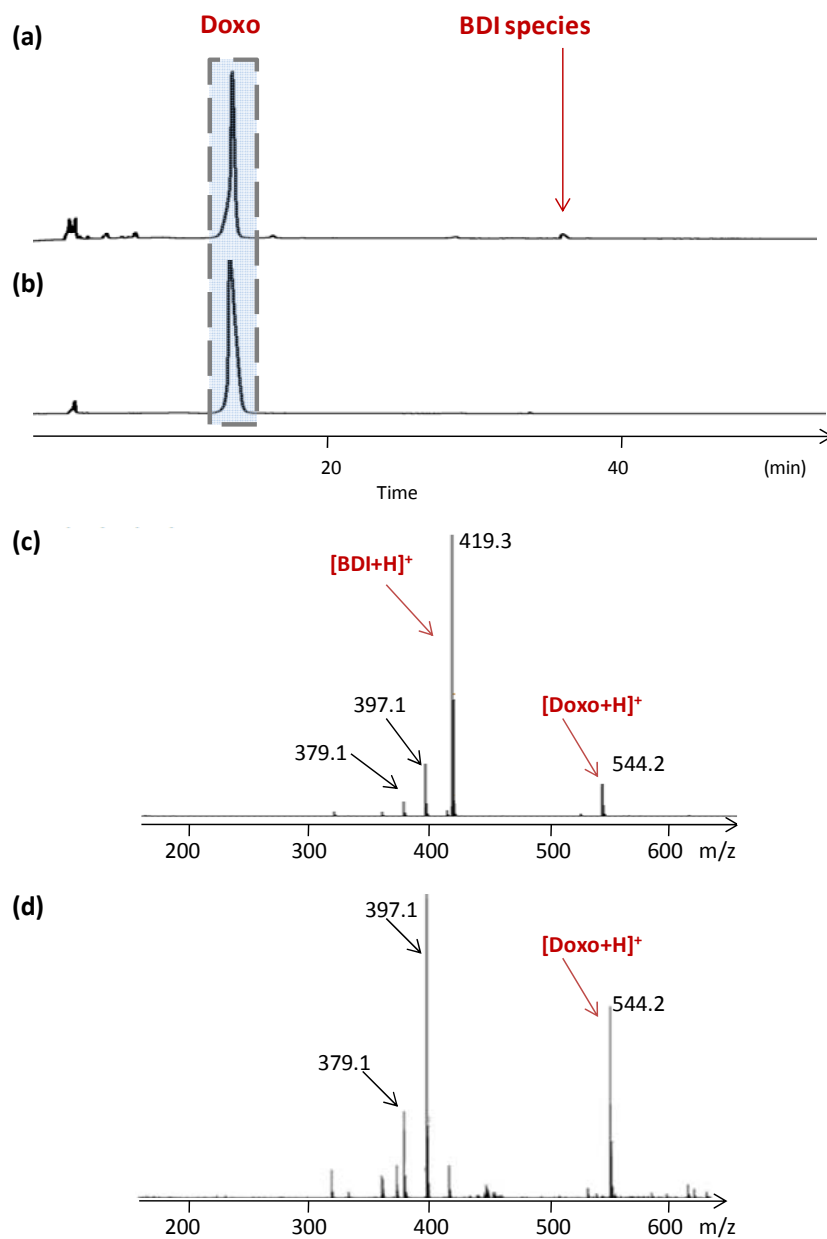 Doxo
BDI species
(a)
(b)
20
40
(min)
Time
(c)
419.3
[BDI+H]+
397.1
379.1
[Doxo+H]+
544.2
200
300
400
500
600
m/z
(d)
397.1
[Doxo+H]+
544.2
379.1
200
300
400
500
600
m/z